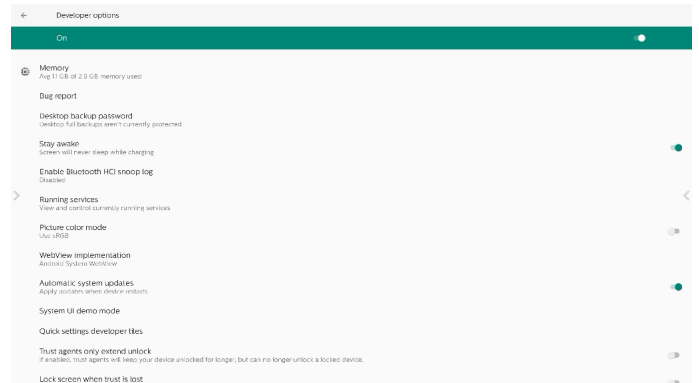 Developer options
On
Memory
Avg 1.1 GB of 2.9 GB memory used
Bug report
Desktop backup password
Desktop full backups aren't currently protected
Stay awake
Screen will never sleep while charging
Enable Bluetooth HCI snoop log
Disabled
Running services
View and control currently running services
Picture color mode
Use sRGB
WebView implementation
Android System WebView
Automatic system updates
Apply updates when device restarts
System UI demo mode
Quick settings developer tiles
Trust agents only extend unlock
If enabled, trust agents will keep your device unlocked for longer, but can no longer unlock a locked device.
Lock screen when trust is lost